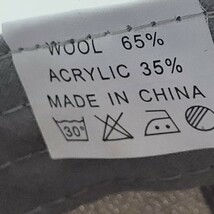 WOOL 65%
ACRYLIC 35%
MADE IN CHINA
30°